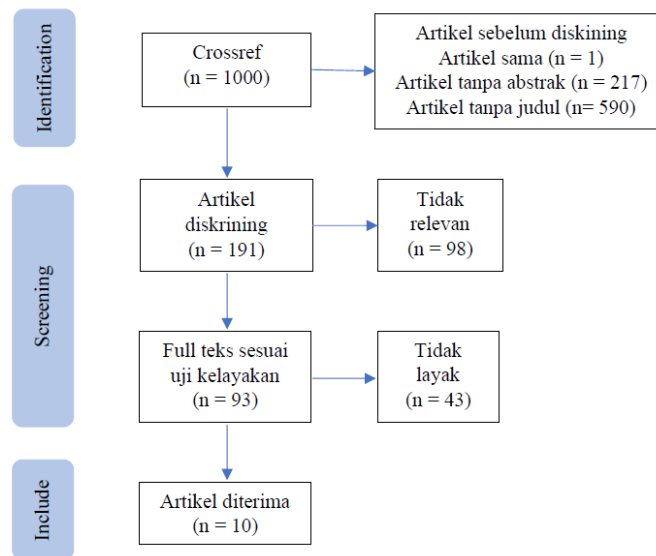 Identification
Crossref
(n = 1000)
Artikel sebelum diskining
Artikel sama (n = 1)
Artikel tanpa abstrak (n = 217)
Artikel tanpa judul (n= 590)
Screening
Artikel
diskrining
(n = 191)
Tidak
relevan
(n = 98)
Full teks sesuai
uji kelayakan
(n = 93)
Tidak
layak
(n = 43)
Include
Artikel diterima
(n = 10)